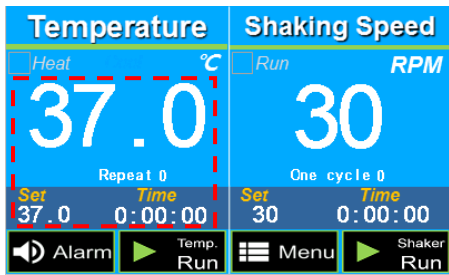 Temperature
Heat °C
37.0
Repeat 0
Set Time
37.0 0:00:00
Alarm
Temp. Run
Shaking Speed
Run RPM
30
One cycle 0
Set Time
30 0:00:00
Menu
Shaker Run